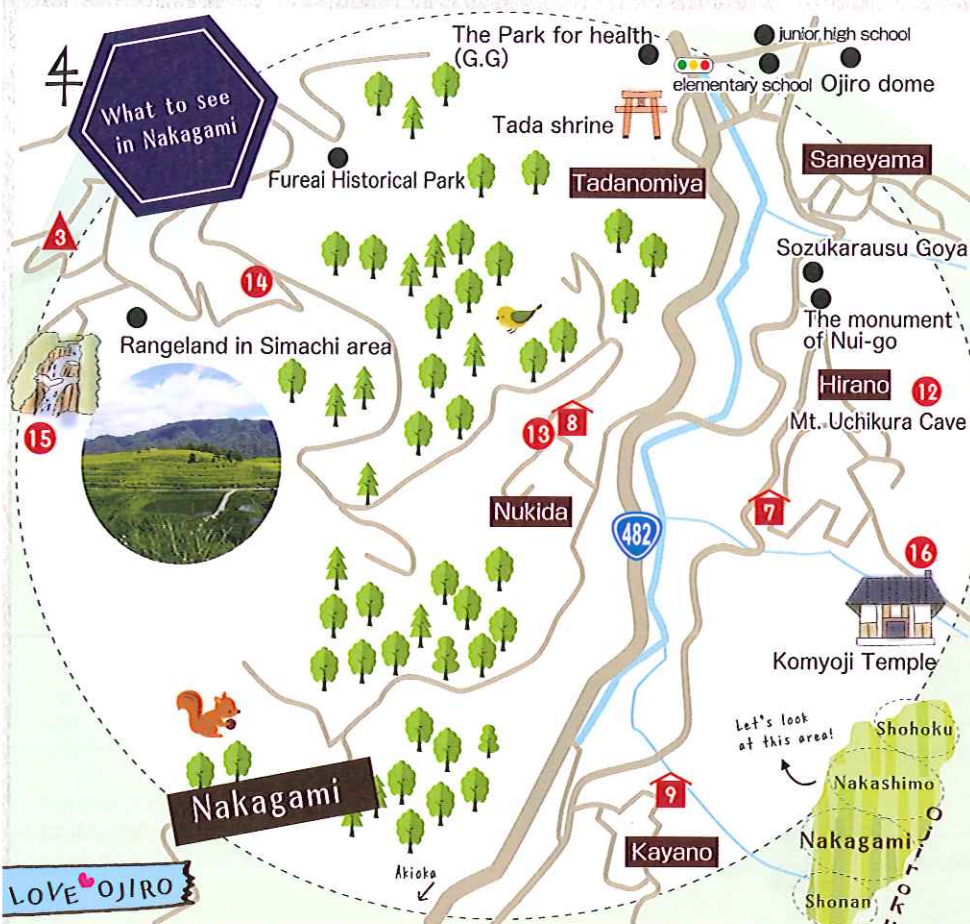 What to see
in Nakagami
The Park for health
(G.G)
junior high school
elementary school
Ojiro dome
Tada shrine
Fureai Historical Park
Tadanomiya
Saneyama
3
14
Sozukarausu Goya
The monument
of Nui-go
Rangeland in Simachi area
15
Hirano
12
Mt. Uchikura Cave
13
8
Nukida
482
7
16
Komyoji Temple
Let's look
at this area!
Shohoku
Nakashimo
Nakagami
Shonan
Nakagami
9
Kayano
Akioka
LOVE OJIRO